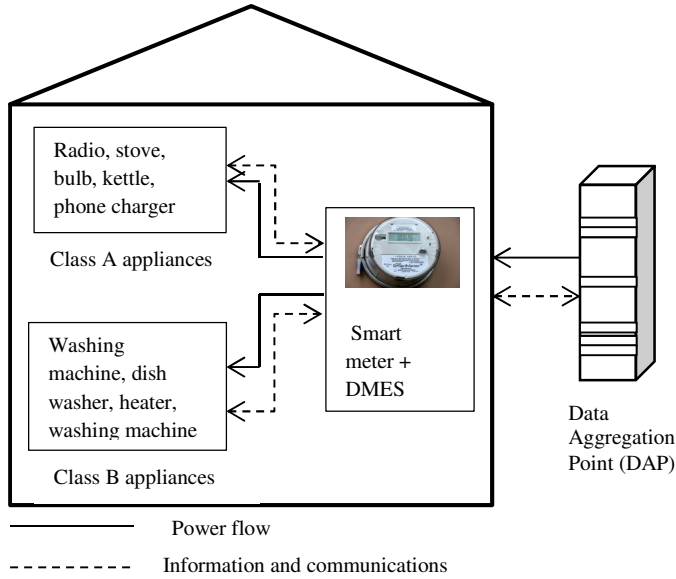 Radio, stove,
bulb, kettle,
phone charger
Class A appliances
Washing
machine, dish
washer, heater,
washing machine
Class B appliances
Smart
meter +
DMES
Data
Aggregation
Point (DAP)
Power flow
Information and communications